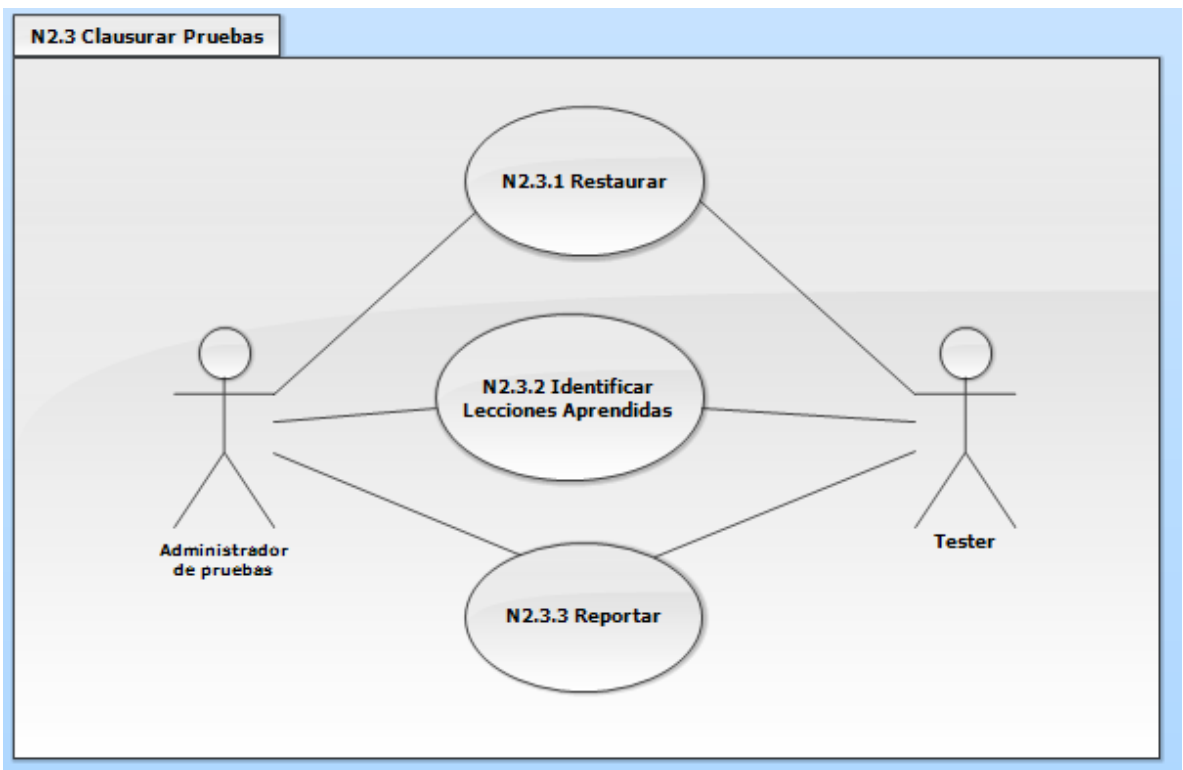 N2.3 Clausurar Pruebas
N2.3.1 Restaurar
N2.3.2 Identificar
Lecciones Aprendidas
Administrador
de pruebas
Tester
N2.3.3 Reportar